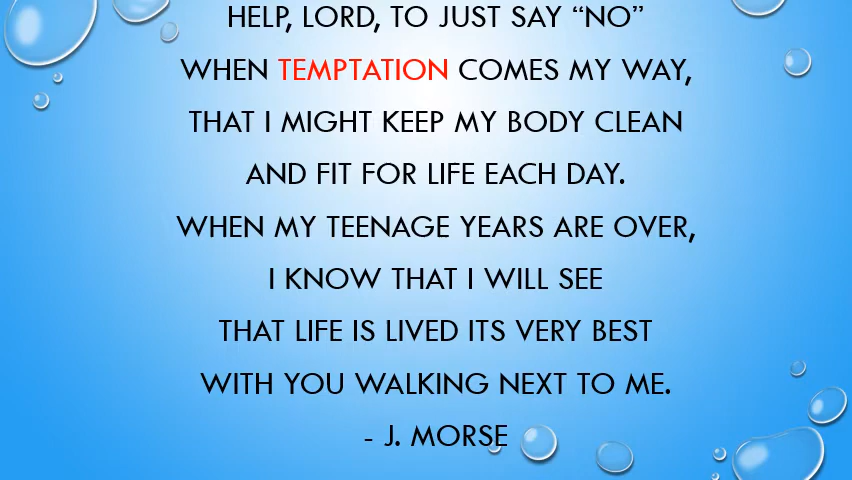 HELP, LORD, TO JUST SAY “NO”
WHEN TEMPTATION COMES MY WAY,
THAT I MIGHT KEEP MY BODY CLEAN
AND FIT FOR LIFE EACH DAY.
WHEN MY TEENAGE YEARS ARE OVER,
I KNOW THAT I WILL SEE
THAT LIFE IS LIVED ITS VERY BEST
WITH YOU WALKING NEXT TO ME.
- J. MORSE